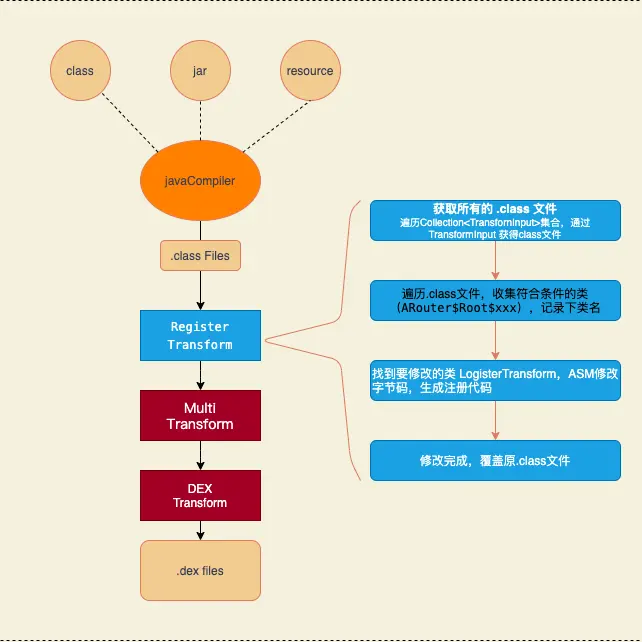 class
jar
resource
javaCompiler
.class Files
Register
Transform
Multi
Transform
DEX
Transform
.dex files
获取所有的 .class 文件
遍历Collection<TransformInput>集合，通过
TransformInput 获得class文件
遍历.class文件，收集符合条件的类
（ARouter$Root$xxx），记录下类名
找到要修改的类 LogisterTransform，ASM修改
字节码，生成注册代码
修改完成，覆盖原.class文件